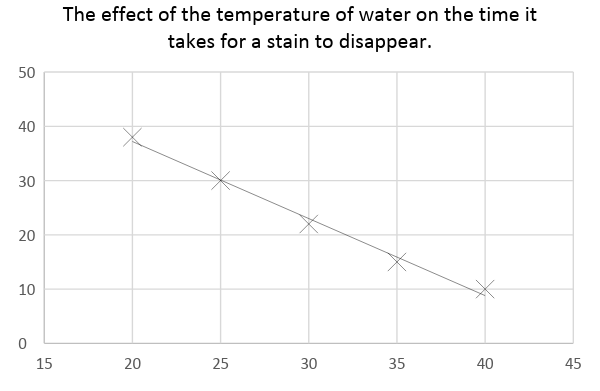 The effect of the temperature of water on the time it
takes for a stain to disappear.
50
40
30
20
10
0
15 20 25 30 35 40 45